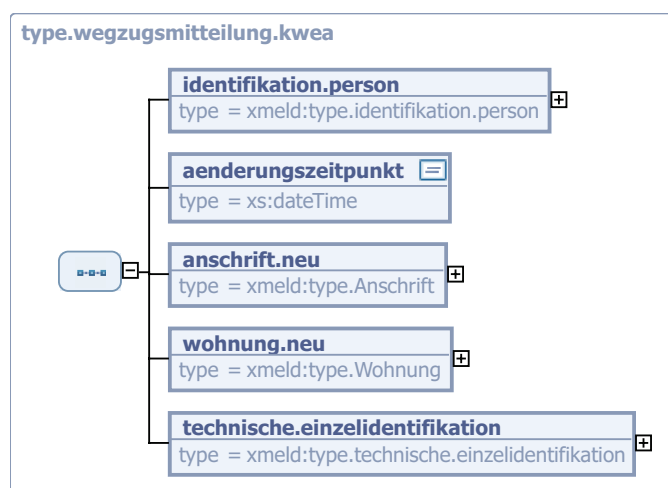 type.wegzugsmitteilung.kwea
identifikation.person
type = xmeld:type.identifikation.person
aenderungszeitpunkt
type = xs:dateTime
anschrift.neu
type = xmeld:type.Anschrift
wohnung.neu
type = xmeld:type.Wohnung
technische.einzelidentifikation
type = xmeld:type.technische.einzelidentifikation